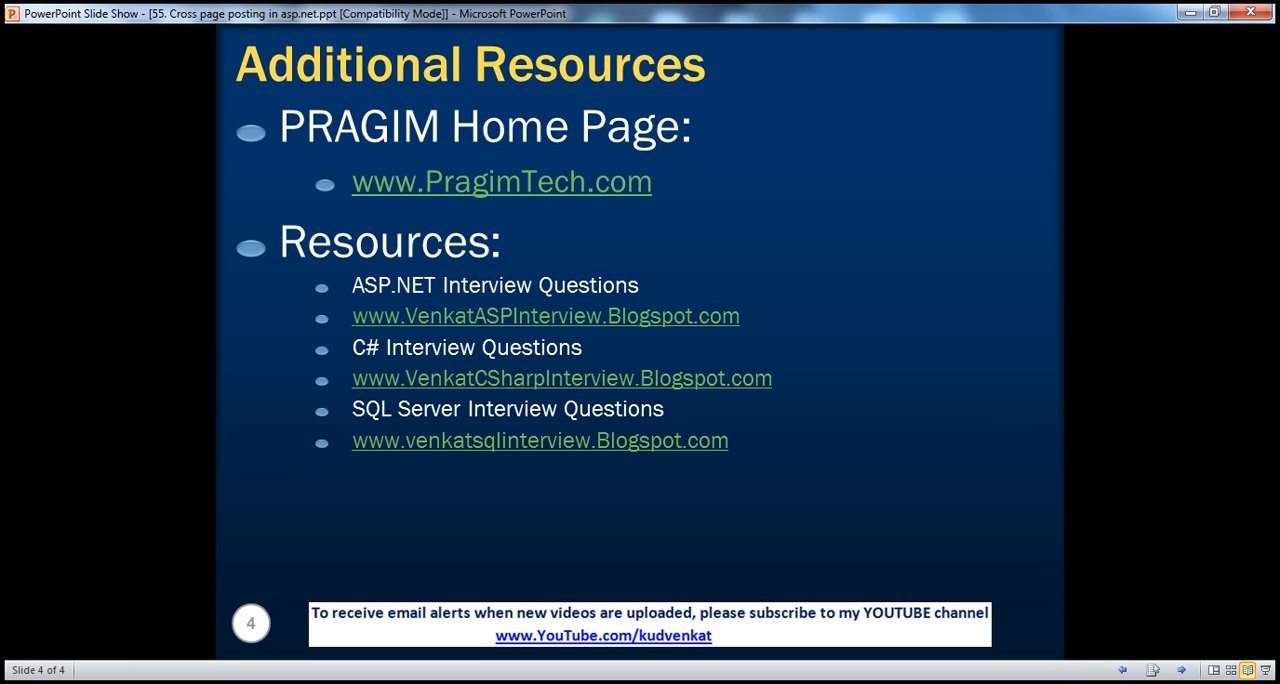 PowerPoint Slide Show - [55. Cross page posting in asp.net.ppt [Compatibility Mode]] - Microsoft PowerPoint
Additional Resources
PRAGIM Home Page:
www.PragimTech.com
Resources:
ASP.NET Interview Questions
www.VenkatASPInterview.Blogspot.com
C# Interview Questions
www.VenkatCSharpInterview.Blogspot.com
SQL Server Interview Questions
www.venkatsqlinterview.Blogspot.com
4
To receive email alerts when new videos are uploaded, please subscribe to my YOUTUBE channel
www.YouTube.com/kudvenkat
Slide 4 of 4